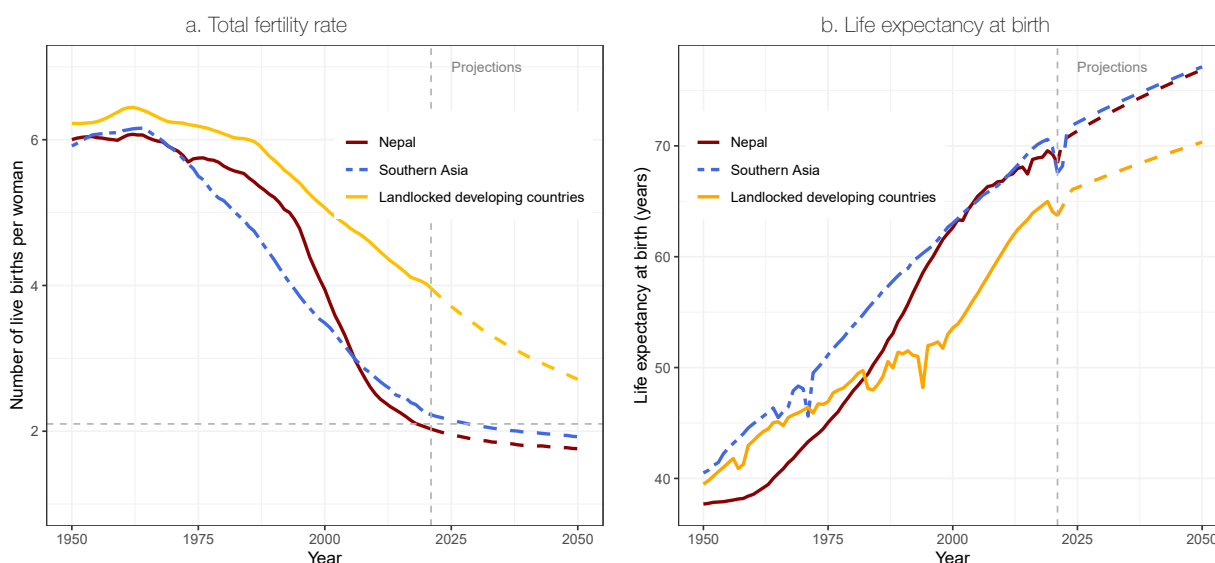 a. Total fertility rate
Number of live births per woman
6
4
2
Projections
Nepal
Southern Asia
Landlocked developing countries
1950
1975
2000
2025
2050
Year
b. Life expectancy at birth
Life expectancy at birth (years)
70
60
50
40
Projections
Nepal
Southern Asia
Landlocked developing countries
1950
1975
2000
2025
2050
Year